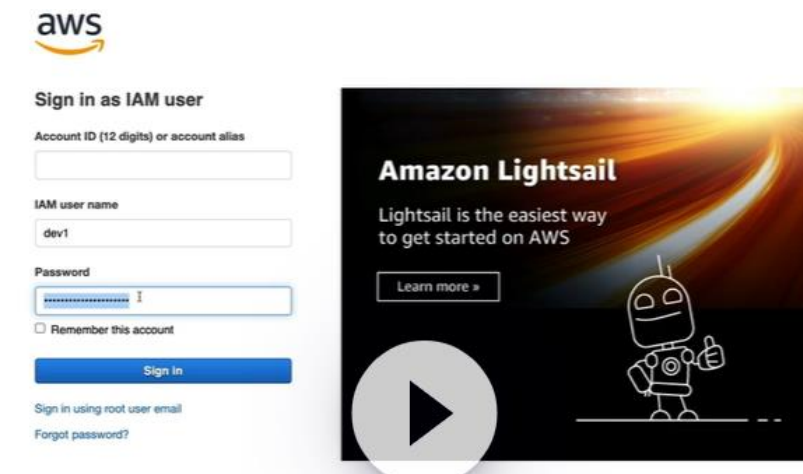 aws
Sign in as IAM user
Account ID (12 digits) or account alias
IAM user name
dev1
Password
Remember this account
Sign in
Sign in using root user email
Forgot password?
Amazon Lightsail
Lightsail is the easiest way
to get started on AWS
Learn more »